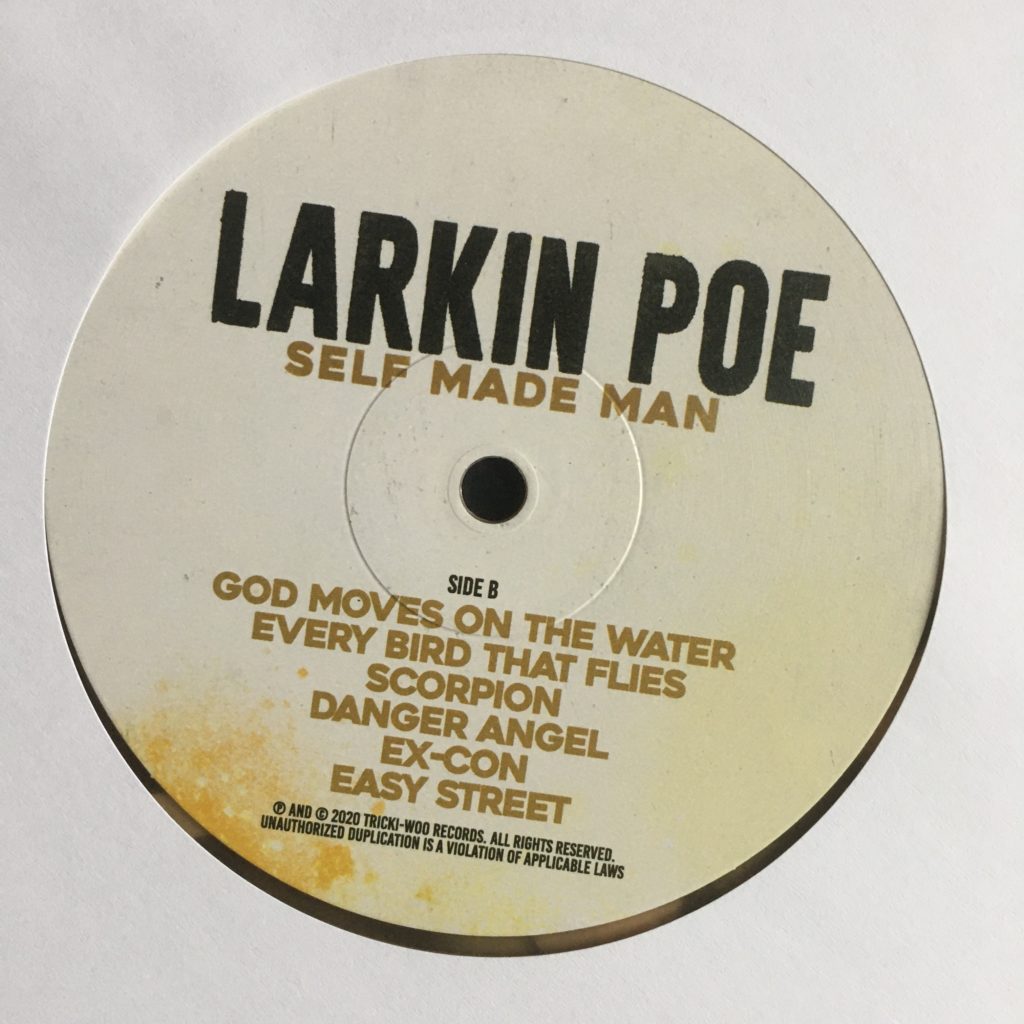 LARKIN POE
SELF MADE MAN
SIDE B
GOD MOVES ON THE WATER
EVERY BIRD THAT FLIES
SCORPION
DANGER ANGEL
EX-CON
EASY STREET
℗ AND © 2020 TRICKI-WOO RECORDS. ALL RIGHTS RESERVED.
UNAUTHORIZED DUPLICATION IS A VIOLATION OF APPLICABLE LAWS